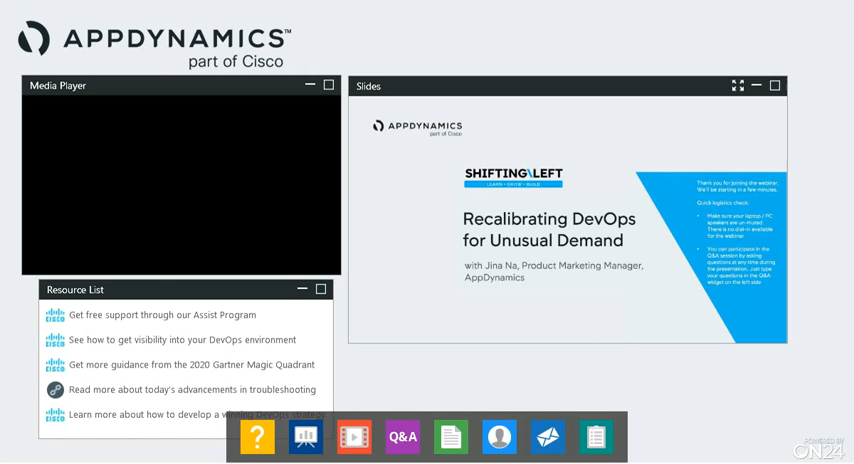 APPDYNAMICS™
part of Cisco
Media Player
Slides
APPDYNAMICS
part of Cisco
SHIFTING\LEFT
LEARN • GROW • BUILD
Recalibrating DevOps
for Unusual Demand
with Jina Na, Product Marketing Manager,
AppDynamics
Thank you for joining the webinar.
We'll be starting in a few minutes.
Quick logistics check:
• Make sure your laptop / PC
speakers are un-muted.
There is no dial-in available
for the webinar
• You can participate in the
Q&A session by asking
questions at any time during
the presentation. Just type
your questions in the Q&A
widget on the left side
Resource List
CISCO Get free support through our Assist Program
CISCO See how to get visibility into your DevOps environment
CISCO Get more guidance from the 2020 Gartner Magic Quadrant
Read more about today's advancements in troubleshooting
CISCO Learn more about how to develop a winning DevOps strategy
? Q&A
POWERED BY
ON24